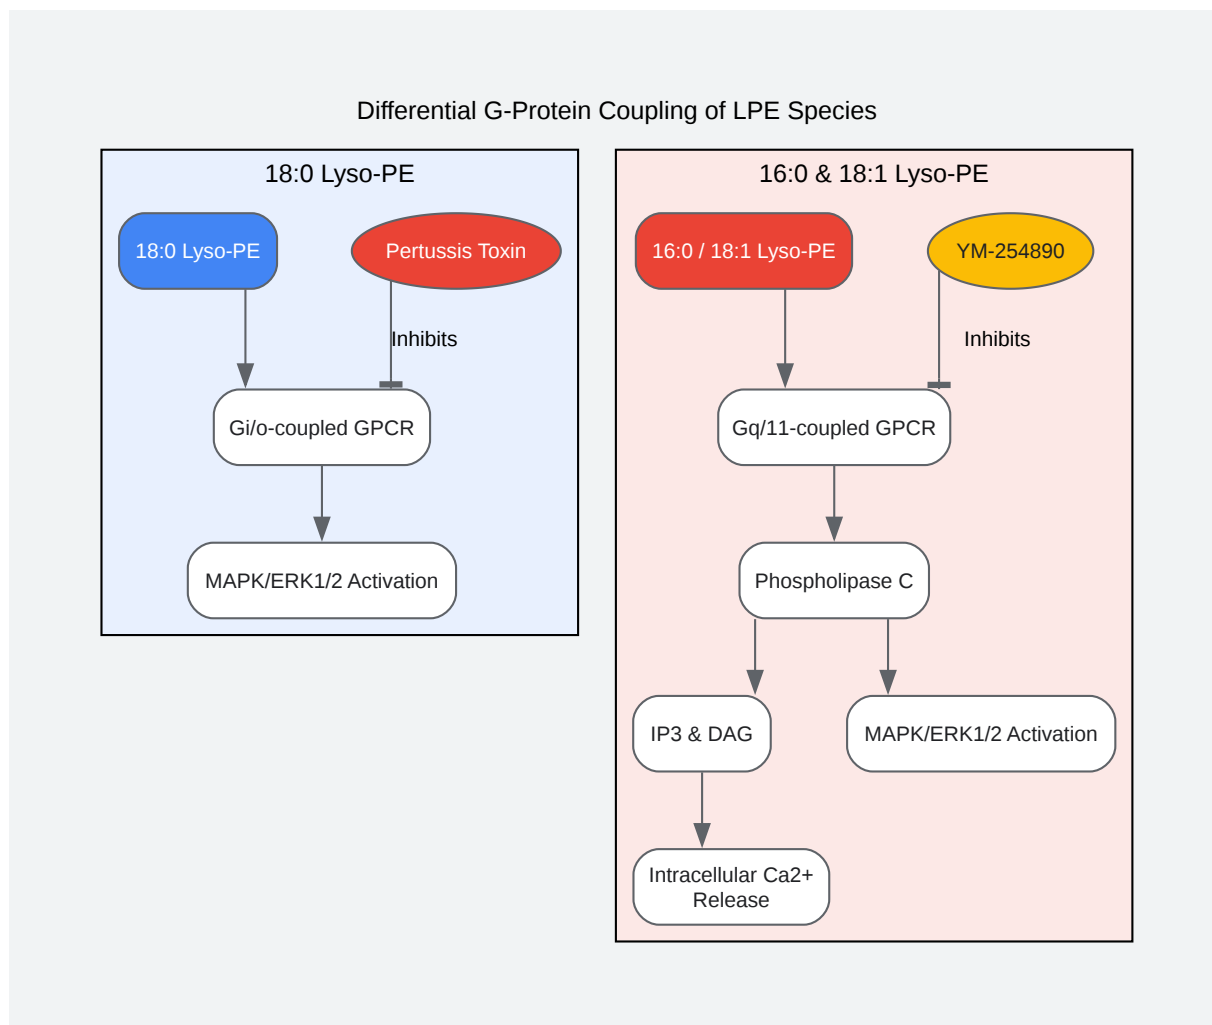 Differential G-Protein Coupling of LPE Species
18:0 Lyso-PE
18:0 Lyso-PE
Pertussis Toxin
Inhibits
Gi/o-coupled GPCR
MAPK/ERK1/2 Activation
16:0 & 18:1 Lyso-PE
16:0 / 18:1 Lyso-PE
YM-254890
Inhibits
Gq/11-coupled GPCR
Phospholipase C
IP3 & DAG
MAPK/ERK1/2 Activation
Intracellular Ca2+
Release